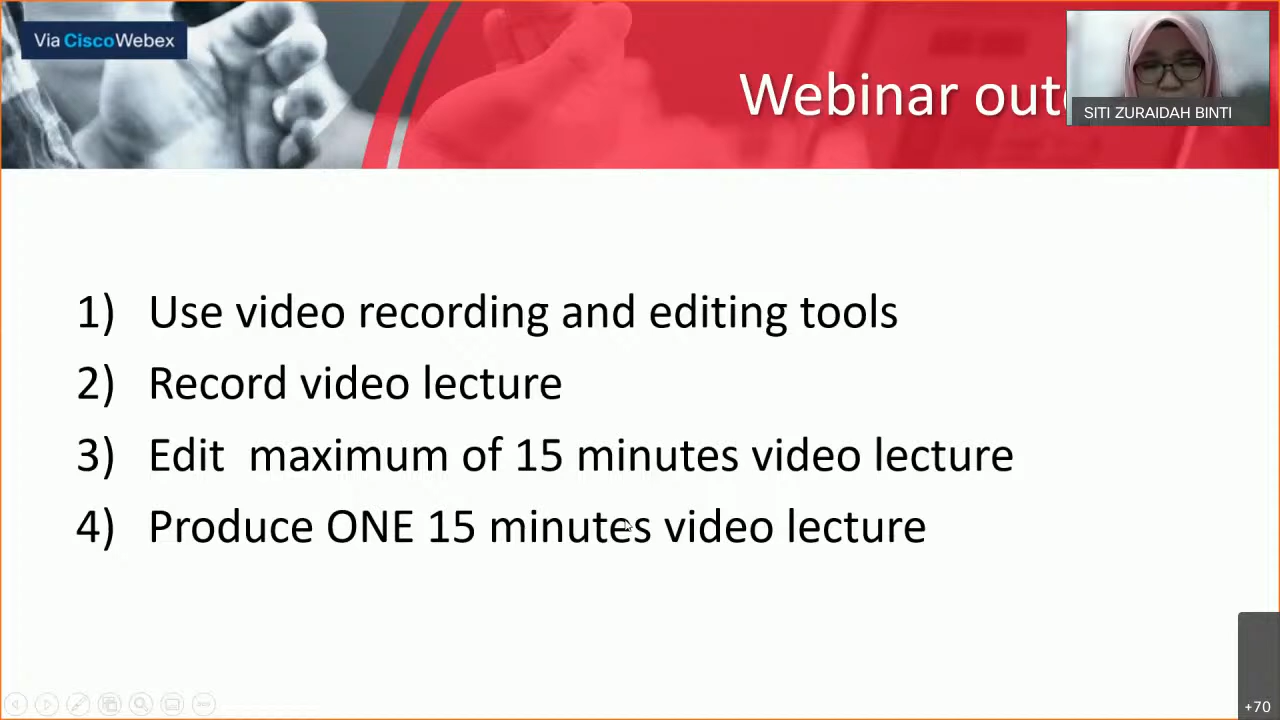 Via CiscoWebex
Webinar
SITI ZURAIDAH BINTI
1) Use video recording and editing tools
2) Record video lecture
3) Edit maximum of 15 minutes video lecture
4) Produce ONE 15 minutes video lecture
+70